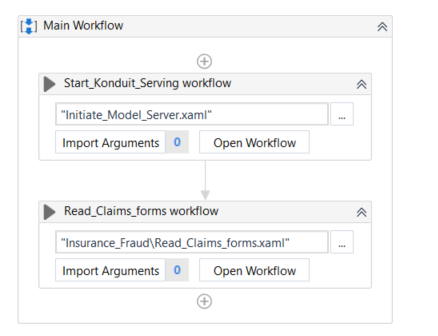 Main Workflow
Start_Konduit_Serving workflow
"Initiate_Model_Server.xaml"
...
Import Arguments 0 Open Workflow
Read_Claims_forms workflow
"Insurance_Fraud\Read_Claims_forms.xaml"
...
Import Arguments 0 Open Workflow